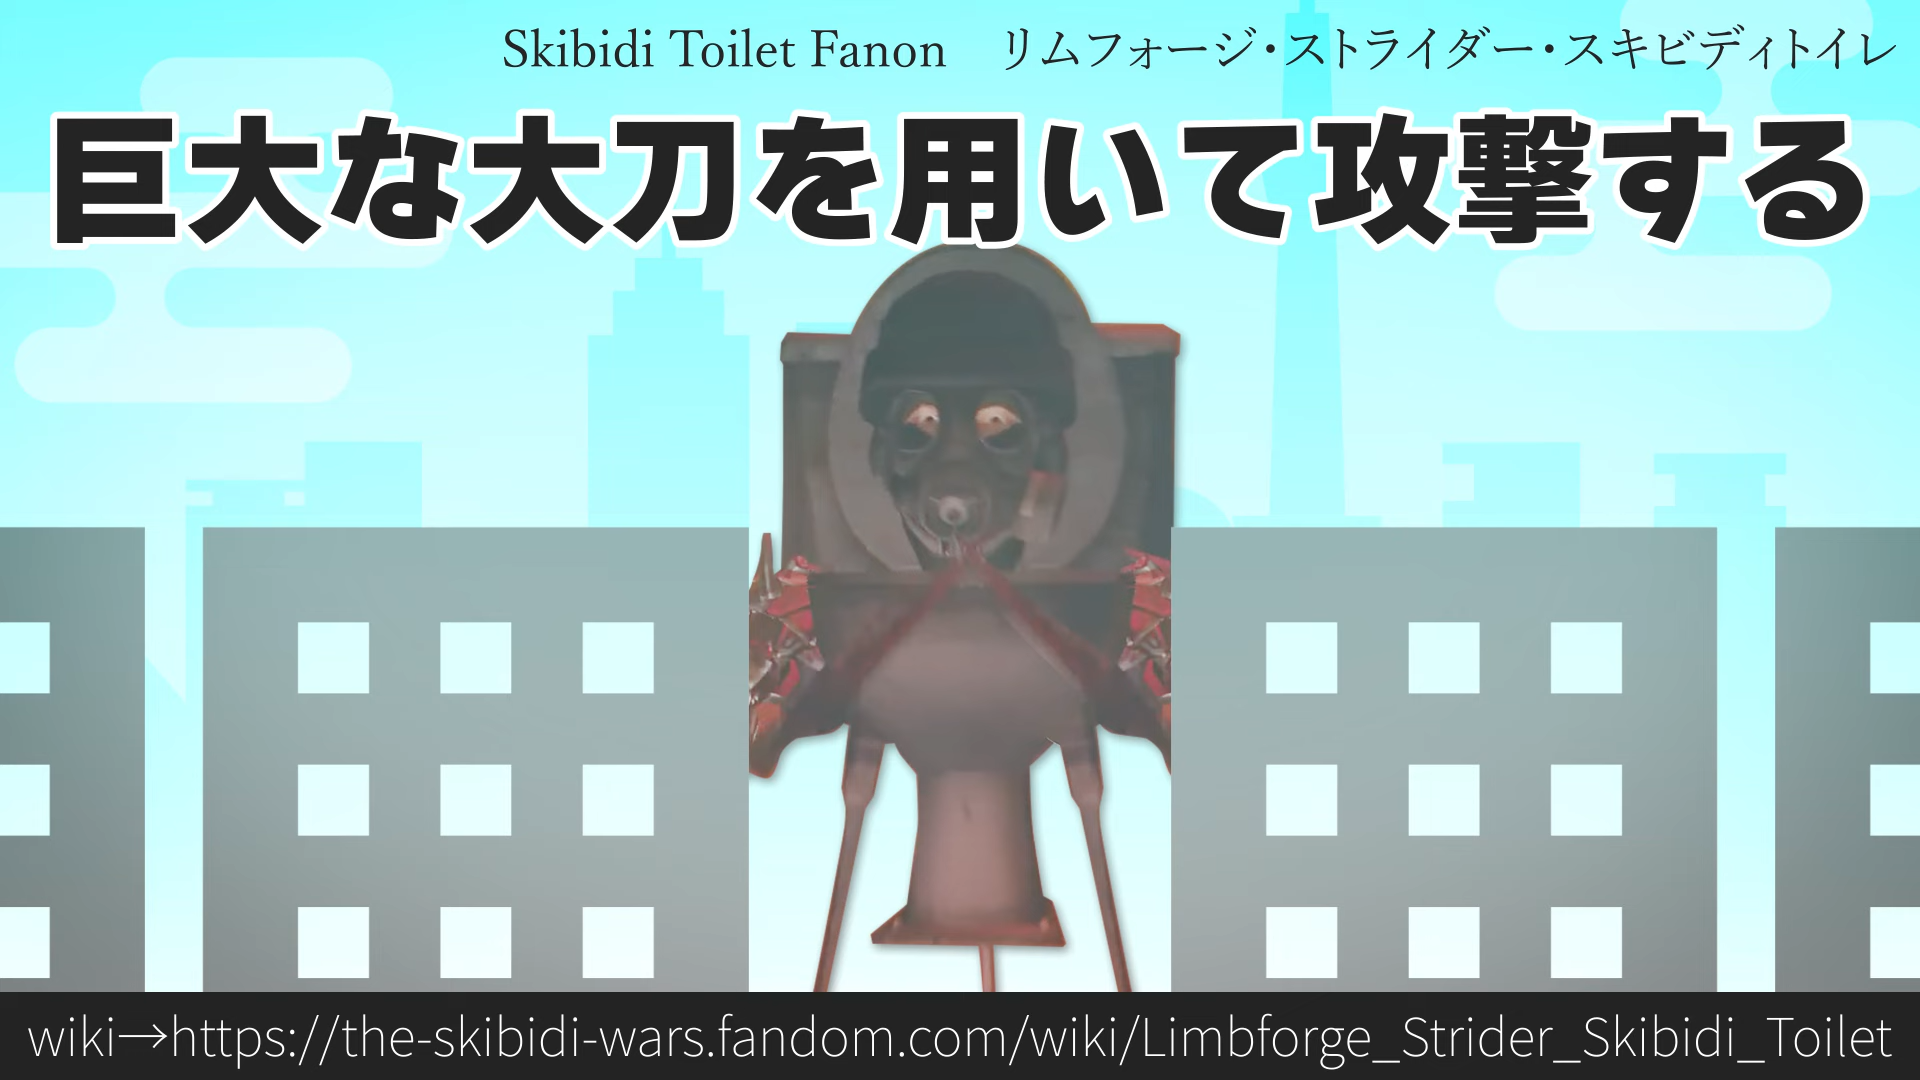 Skibidi Toilet Fanon　リムフォージ・ストライダー・スキビディトイレ
巨大な大刀を用いて攻撃する
wiki→https://the-skibidi-wars.fandom.com/wiki/Limbforge_Strider_Skibidi_Toilet